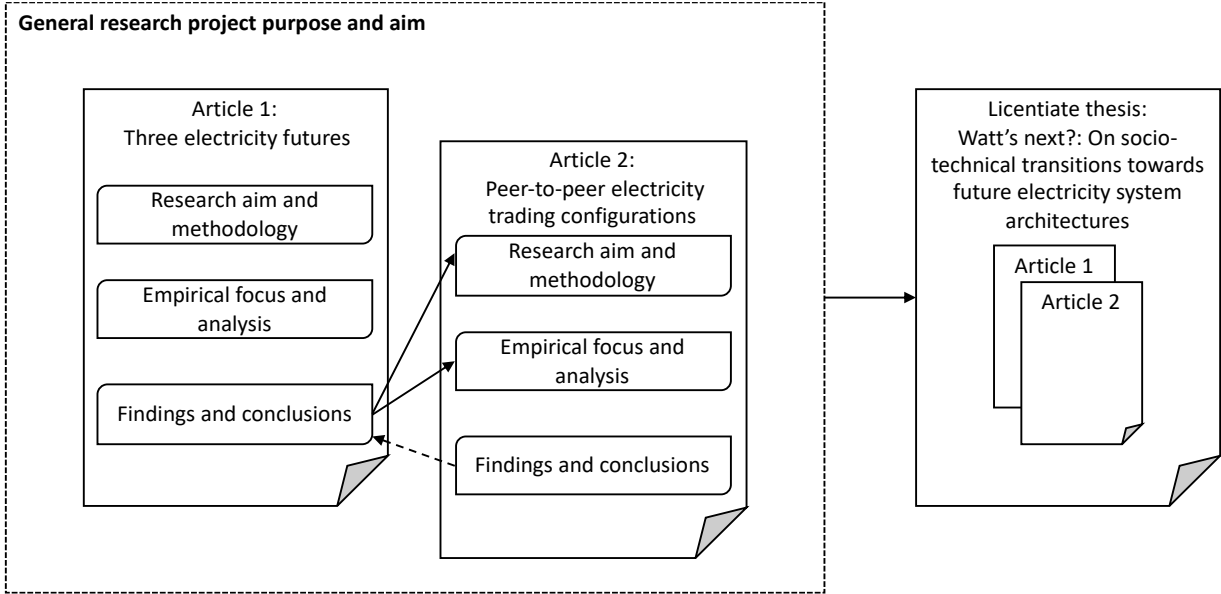 General research project purpose and aim
Article 1:
Three electricity futures
Research aim and
methodology
Empirical focus and
analysis
Findings and conclusions
Article 2:
Peer-to-peer electricity
trading configurations
Research aim and
methodology
Empirical focus and
analysis
Findings and conclusions
Licentiate thesis:
Watt’s next?: On socio-
technical transitions towards
future electricity system
architectures
Article 1
Article 2